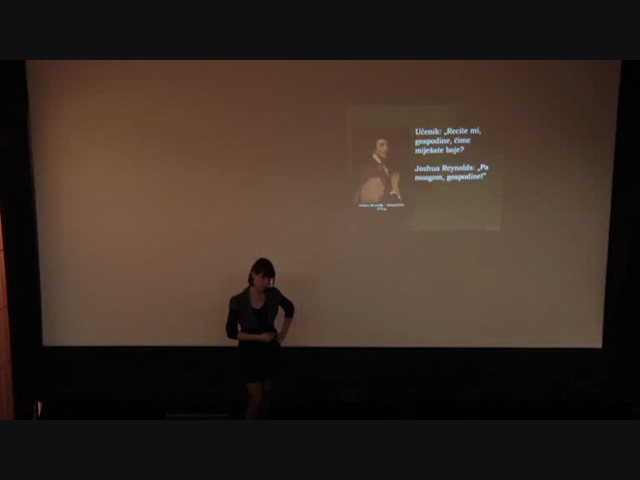 Učenik: „Recite mi,
gospodine, čime
miješate boje?
Joshua Reynolds: „Pa
mozgom, gospodine!”